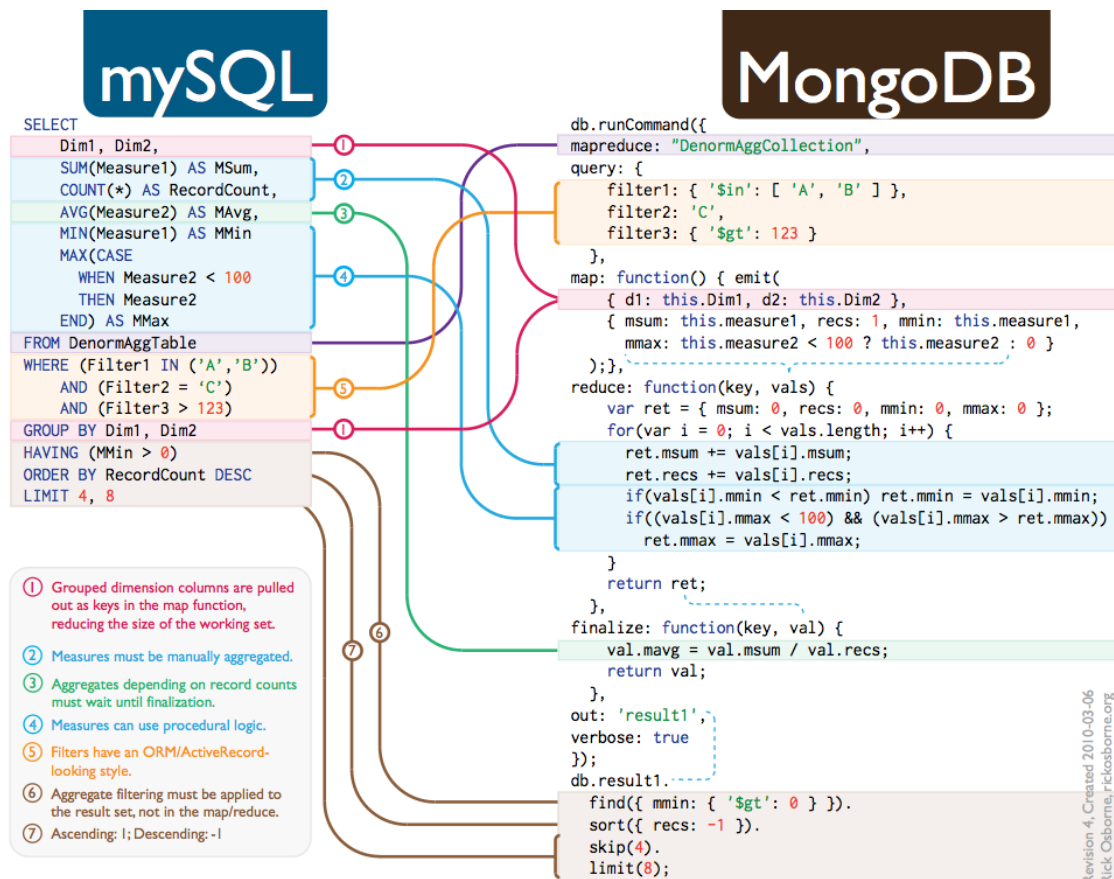 mySQL
SELECT
Dim1, Dim2,
SUM(Measure1) AS MSum,
COUNT(*) AS RecordCount,
AVG(Measure2) AS MAvg,
MIN(Measure1) AS MMin
MAX(CASE
WHEN Measure2 < 100
THEN Measure2
END) AS MMax
FROM DenormAggTable
WHERE (Filter1 IN ('A','B'))
AND (Filter2 = 'C')
AND (Filter3 > 123)
GROUP BY Dim1, Dim2
HAVING (MMin > 0)
ORDER BY RecordCount DESC
LIMIT 4, 8
1
2
3
4
5
1
6
7
1 Grouped dimension columns are pulled
out as keys in the map function,
reducing the size of the working set.
2 Measures must be manually aggregated.
3 Aggregates depending on record counts
must wait until finalization.
4 Measures can use procedural logic.
5 Filters have an ORM/ActiveRecord-
looking style.
6 Aggregate filtering must be applied to
the result set, not in the map/reduce.
7 Ascending: 1; Descending: -1
MongoDB
db.runCommand({
mapreduce: "DenormAggCollection",
query: {
filter1: { '$in': [ 'A', 'B' ] },
filter2: 'C',
filter3: { '$gt': 123 }
},
map: function() { emit(
{ d1: this.Dim1, d2: this.Dim2 },
{ msum: this.measure1, recs: 1, mmin: this.measure1,
mmax: this.measure2 < 100 ? this.measure2 : 0 }
);},
reduce: function(key, vals) {
var ret = { msum: 0, recs: 0, mmin: 0, mmax: 0 };
for(var i = 0; i < vals.length; i++) {
ret.msum += vals[i].msum;
ret.recs += vals[i].recs;
if(vals[i].mmin < ret.mmin) ret.mmin = vals[i].mmin;
if((vals[i].mmax < 100) && (vals[i].mmax > ret.mmax))
ret.mmax = vals[i].mmax;
}
return ret;
},
finalize: function(key, val) {
val.mavg = val.msum / val.recs;
return val;
},
out: 'result1',
verbose: true
});
db.result1.
find({ mmin: { '$gt': 0 } }).
sort({ recs: -1 }).
skip(4).
limit(8);
Revision 4, Created 2010-03-06
Rick Osborne, rickosborne.org